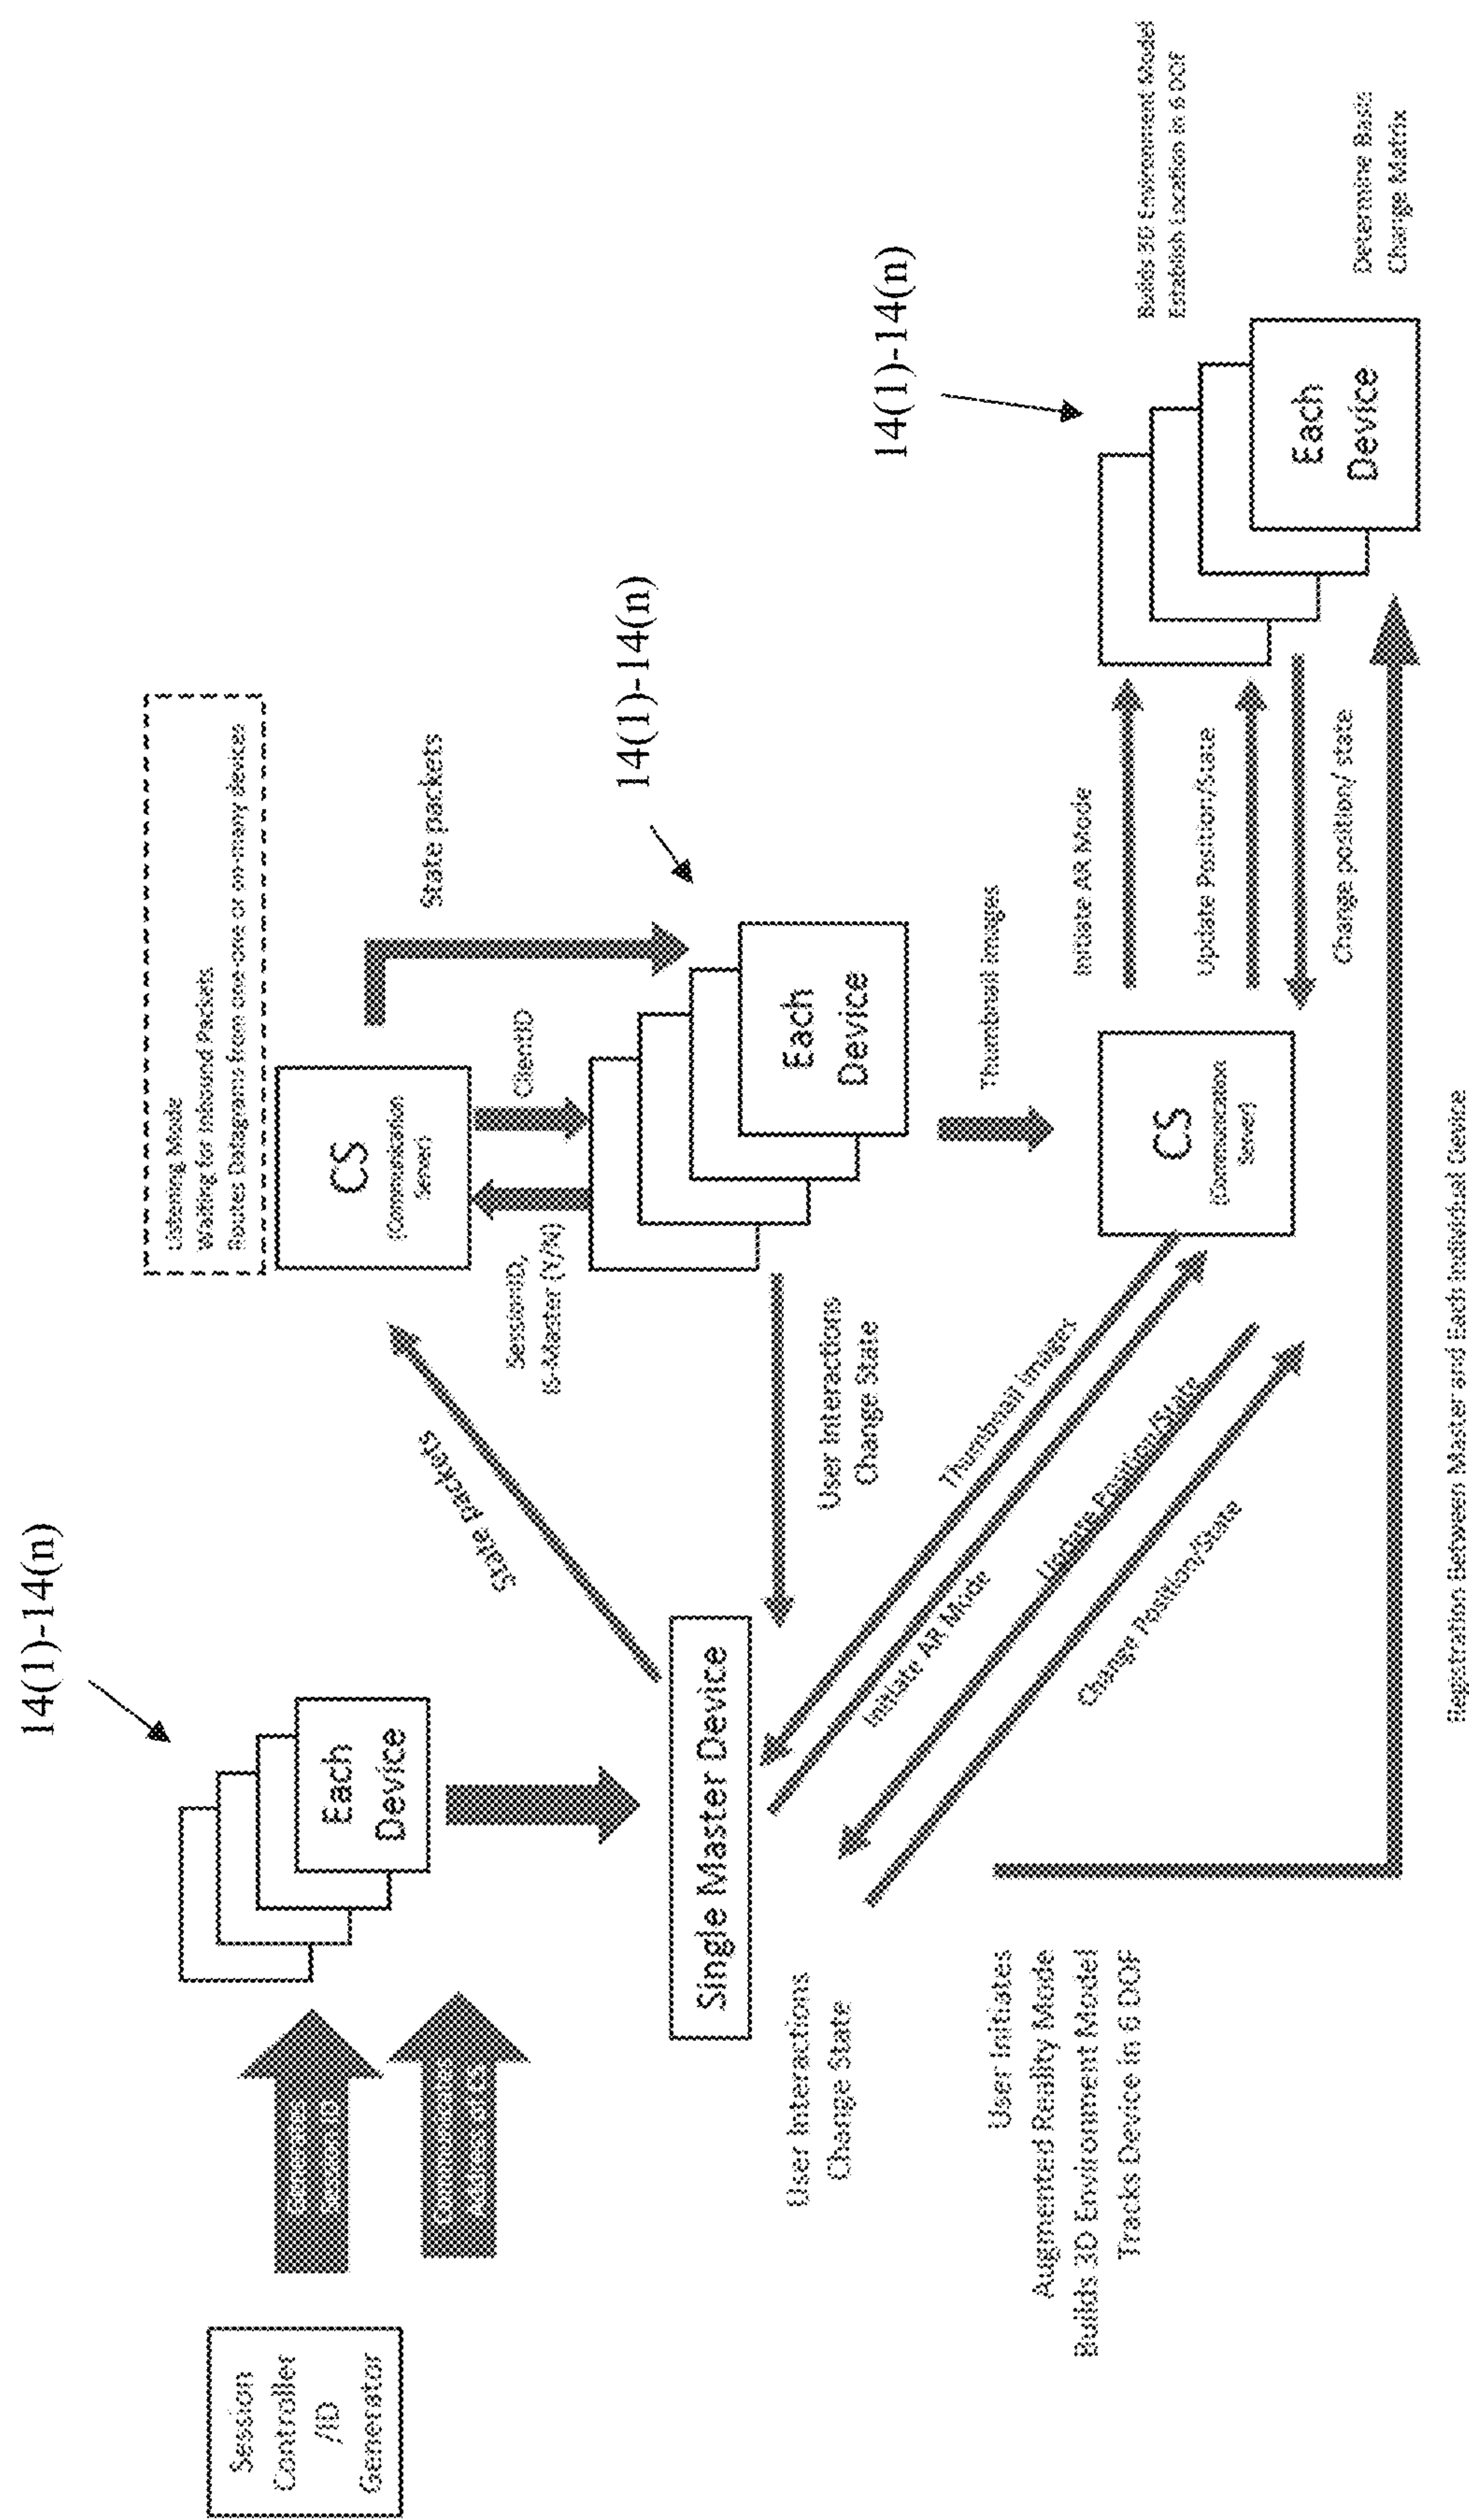 14(1)-14(n)
Session
Controller
/ID
Generator
Each
Device
Single Master Device
State Packets
Listening Mode
Waiting for Inbound Packets
Routes Datagrams from one-one or on-many devices
CS
(Communication
Server)
State packets
SessionID,
IS-Master (Y/N)
ClientID
14(1)-14(n)
Each
Device
User Interactions
Change State
Thumbnail images
User Interactions
Change State
User Initiates
Augmented Reality Mode
Builds 3D Environment Model
Tracks Device in 6 DOF
Thumbnail Images
Initiate AR Mode
Update Position/State
Change Position/State
CS
(Communication
Server)
Initiate AR Mode
Update Position/State
Change position/ state
14(1)-14(n)
Each
Device
Builds 3D Environment Model
Establish Location in 6 DOF
Determine Basis
Change Matrix
Registration Between Master and Each Individual Device